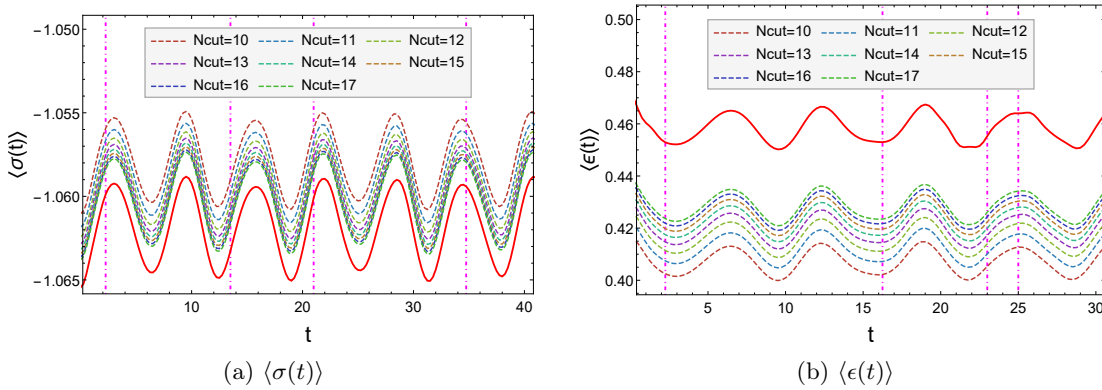 -1.050
-1.055
-1.060
-1.065
⟨σ(t)⟩
Ncut=10 Ncut=11 Ncut=12
Ncut=13 Ncut=14 Ncut=15
Ncut=16 Ncut=17
0 10 20 30 40
t
(a) ⟨σ(t)⟩
0.50
0.48
0.46
0.44
0.42
0.40
⟨ϵ(t)⟩
Ncut=10 Ncut=11 Ncut=12
Ncut=13 Ncut=14 Ncut=15
Ncut=16 Ncut=17
5 10 15 20 25 30
t
(b) ⟨ϵ(t)⟩